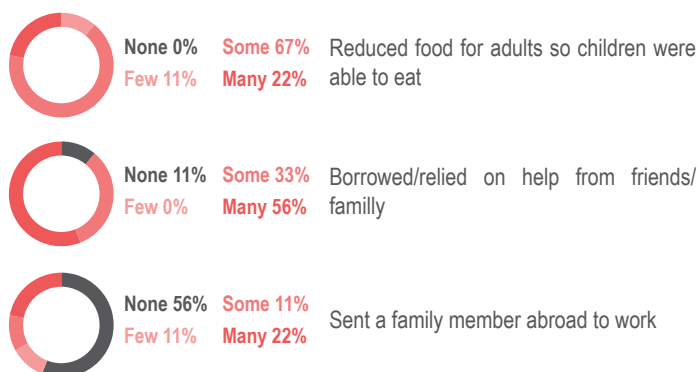 None 0% Some 67%
Few 11% Many 22%
Reduced food for adults so children were
able to eat
None 11% Some 33%
Few 0% Many 56%
Borrowed/relied on help from friends/
familly
None 56% Some 11%
Few 11% Many 22%
Sent a family member abroad to work